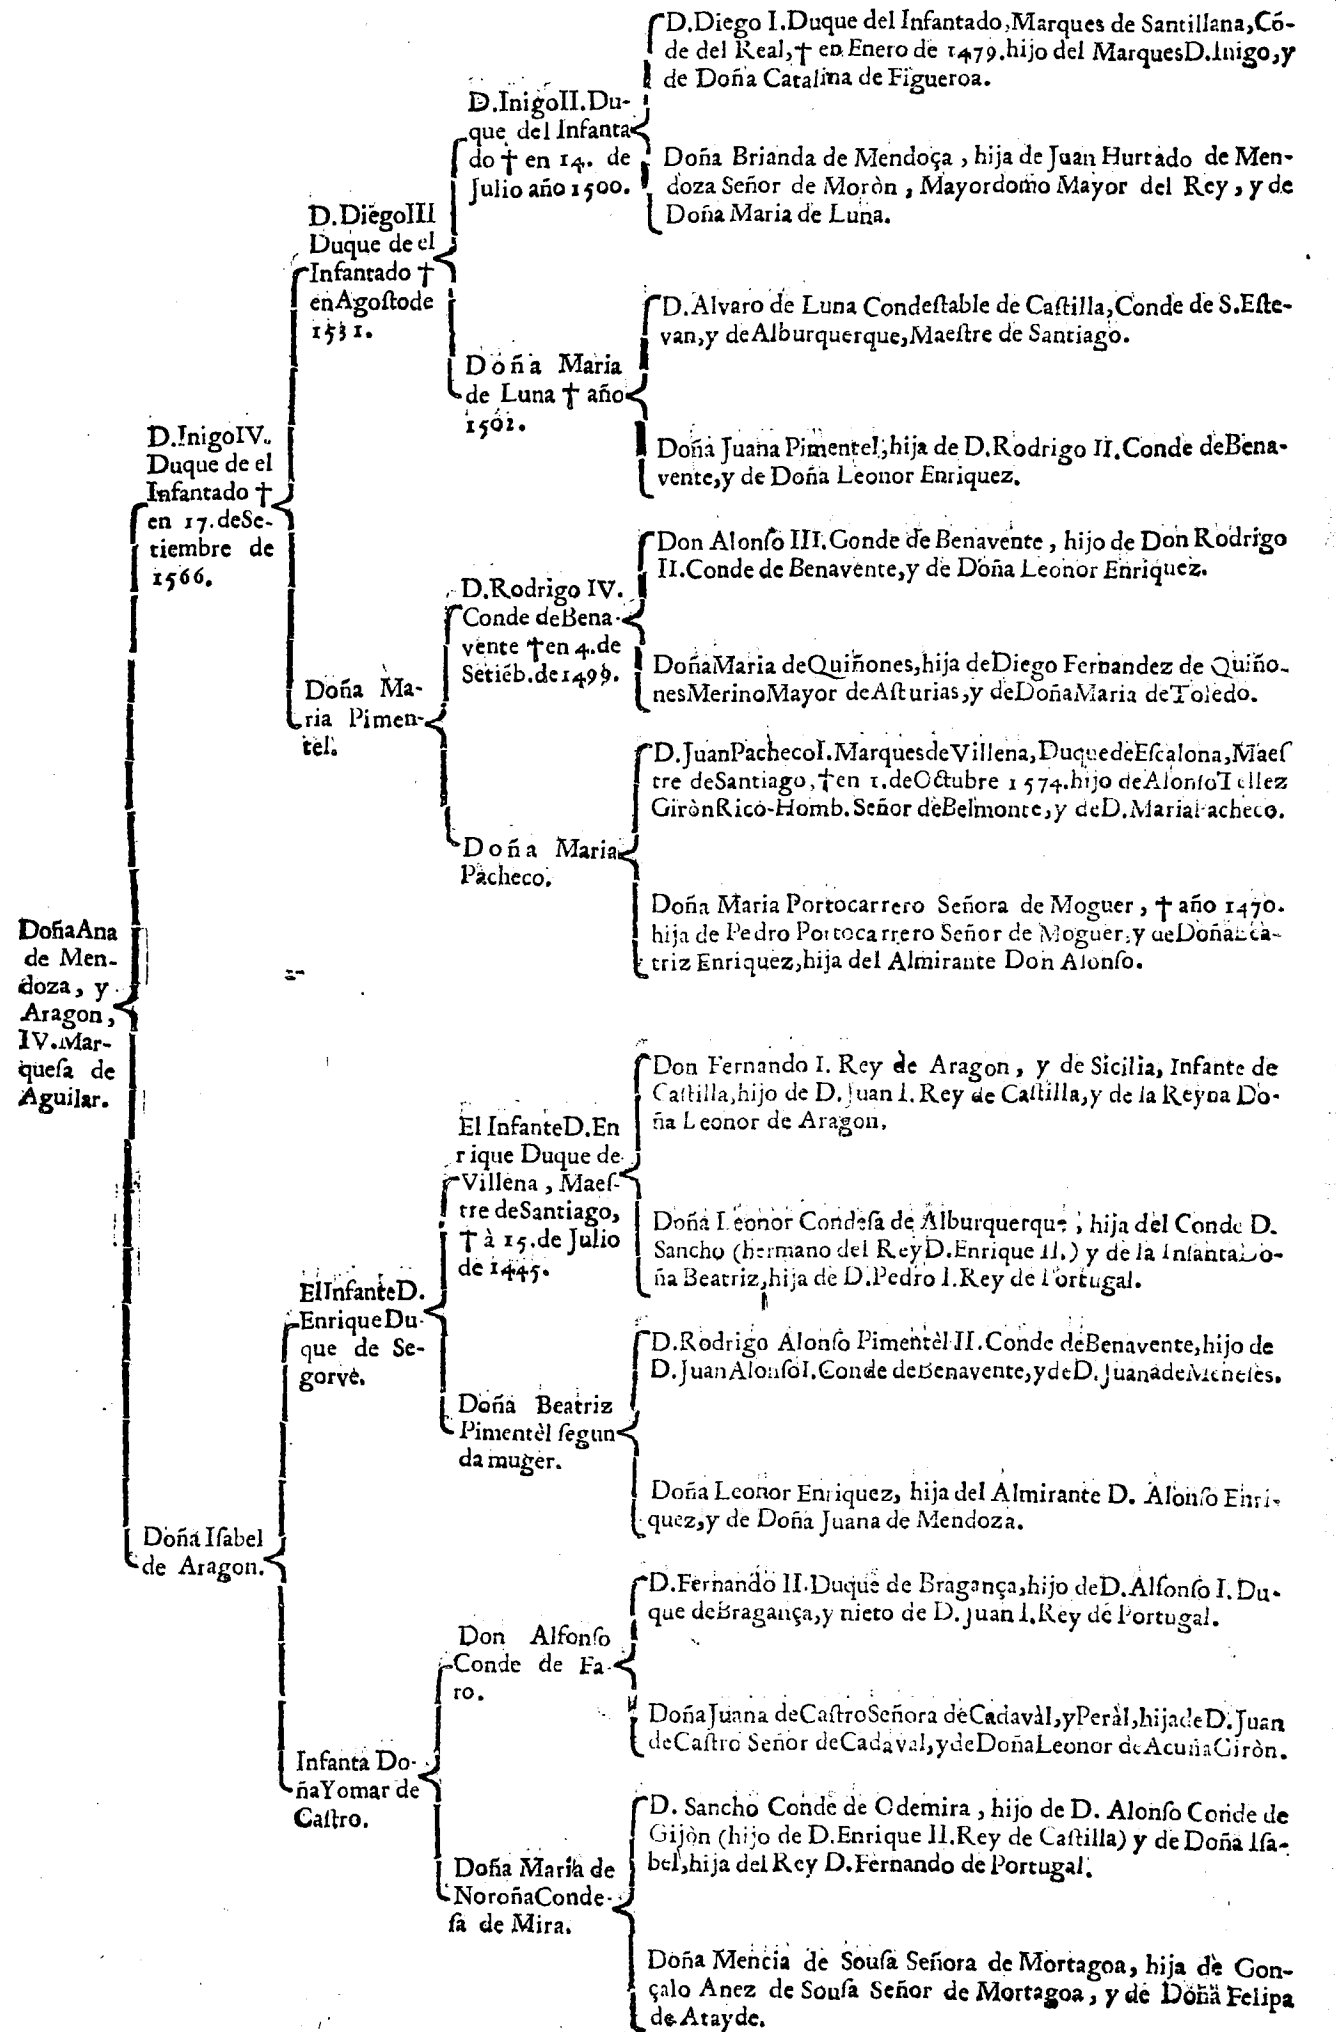 DoñaAna
de Men-
doza, y
Aragon,
IV.Mar-
queſa de
Aguilar.
D.InigoIV.
Duque de el
Infantado †
en 17.deSe-
tiembre de
1566.
Doña Iſabel
de Aragon.
D.DiegoIII
Duque de el
Infantado †
enAgoſtode
1531.
Doña Ma-
ria Pimen-
tel.
ElInfanteD.
EnriqueDu-
que de Se-
gorve.
Infanta Do-
ñaYomar de
Caſtro.
D.InigoII.Du-
que del Infanta
do † en 14. de
Julio año 1500.
Doña Maria
de Luna † año
1502.
D.Rodrigo IV.
Conde deBena-
vente †en 4.de
Setiēb.de1499.
Doña Maria
Pacheco.
El InfanteD.En
rique Duque de
Villena, Maeſ-
tre deSantiago,
† à 15.de Julio
de 1445.
Doña Beatriz
Pimentèl ſegun
da muger.
Don Alfonſo
Conde de Fa-
ro.
Doña Maria de
NoroñaConde-
ſa de Mira.
D.Diego I.Duque del Infantado,Marques de Santillana,Cō-
de del Real,† en Enero de 1479.hijo del MarquesD.Inigo,y
de Doña Catalina de Figueroa.
Doña Brianda de Mendoça , hija de Juan Hurtado de Men-
doza Señor de Moròn , Mayordomo Mayor del Rey, y de
Doña Maria de Luna.
D.Alvaro de Luna Condeſtable de Caſtilla,Conde de S.Eſte-
van,y deAlburquerque,Maeſtre de Santiago.
Doña Juana Pimentel,hija de D.Rodrigo II.Conde deBena-
vente,y de Doña Leonor Enriquez.
Don Alonſo III.Conde de Benavente, hijo de Don Rodrigo
II.Conde de Benavente,y de Doña Leonor Enriquez.
DoñaMaria deQuiñones,hija deDiego Fernandez de Quiño-
nesMerinoMayor deAſturias,y deDoñaMaria deToledo.
D.JuanPachecoI.MarquesdeVillena,DuquedeEſcalona,Maeſ
tre deSantiago,†en 1.deOctubre 1574.hijo deAlonſoTellez
GirònRico-Homb.Señor deBelmonte,y deD.MariaPacheco.
Doña Maria Portocarrero Señora de Moguer, † año 1470.
hija de Pedro Portocarrero Señor de Moguer,y deDoñaBea-
triz Enriquez,hija del Almirante Don Alonſo.
Don Fernando I. Rey de Aragon, y de Sicilia, Infante de
Caſtilla,hijo de D.Juan I.Rey de Caſtilla,y de la Reyna Do-
ña Leonor de Aragon.
Doña Leonor Condeſa de Alburquerque, hija del Conde D.
Sancho (hermano del ReyD.Enrique II.) y de la InfantaDo-
ña Beatriz,hija de D.Pedro I.Rey de Portugal.
D.Rodrigo Alonſo Pimentèl II.Conde deBenavente,hijo de
D.JuanAlonſoI.Conde deBenavente,ydeD.JuanadeMeneſes.
Doña Leonor Enriquez, hija del Almirante D. Alonſo Enri-
quez,y de Doña Juana de Mendoza.
D.Fernando II.Duque de Bragança,hijo deD.Alfonſo I.Du-
que deBragança,y nieto de D.Juan I.Rey de Portugal.
DoñaJuana deCaſtroSeñora deCadavàl,yPeràl,hijadeD.Juan
deCaſtro Señor deCadaval,ydeDoñaLeonor deAcuñaGiròn.
D. Sancho Conde de Odemira, hijo de D. Alonſo Conde de
Gijòn (hijo de D.Enrique II.Rey de Caſtilla) y de Doña Iſa-
bel,hija del Rey D.Fernando de Portugal.
Doña Mencia de Souſa Señora de Mortagoa, hija de Gon-
çalo Anez de Souſa Señor de Mortagoa, y de Doña Felipa
de Atayde.